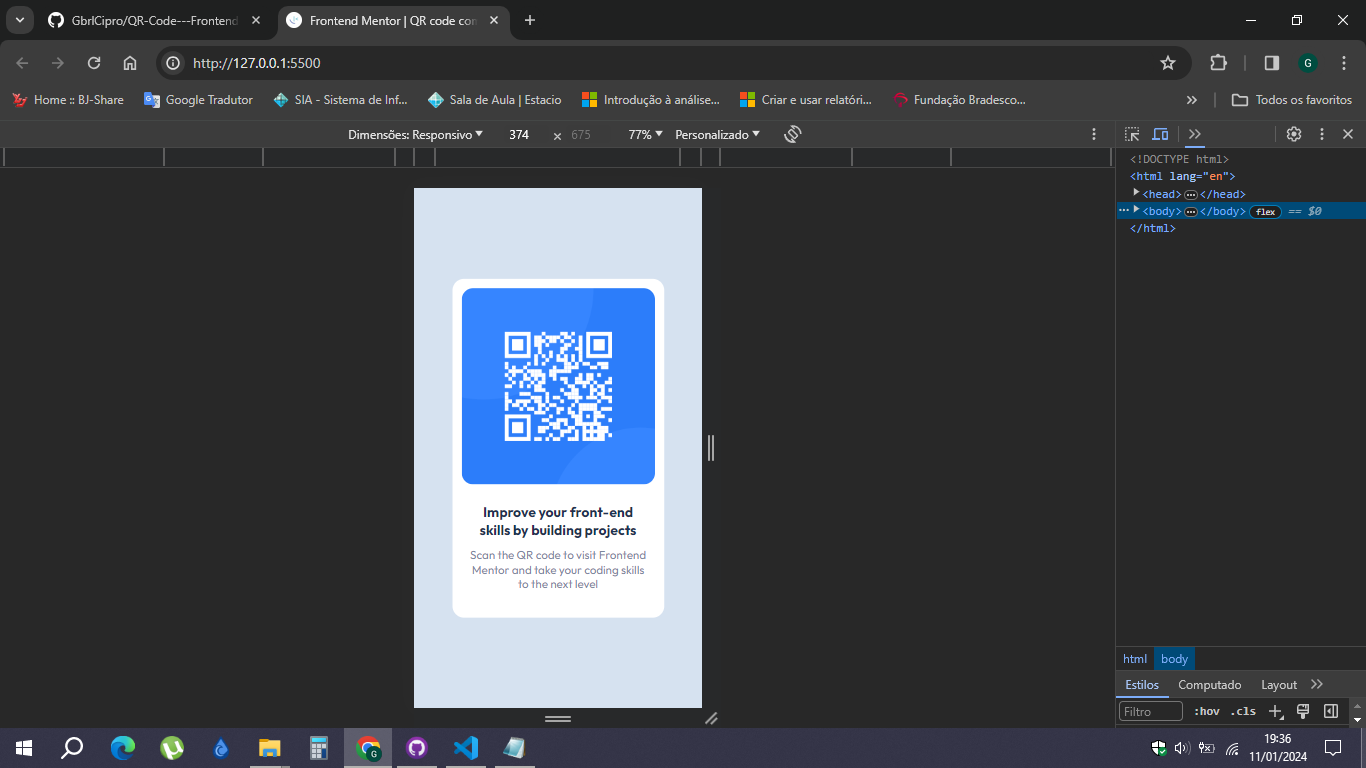 GbrlCipro/QR-Code---Frontend
Frontend Mentor | QR code con
http://127.0.0.1:5500
G
Home :: BJ-Share
Google Tradutor
SIA - Sistema de Inf...
Sala de Aula | Estacio
Introdução à análise...
Criar e usar relatóri...
Fundação Bradesco...
Todos os favoritos
Dimensões: Responsivo
374
×
675
77%
Personalizado
<!DOCTYPE html>
<html lang="en">
<head> </head>
<body> </body> flex == $0
</html>
Improve your front-end
skills by building projects
Scan the QR code to visit Frontend
Mentor and take your coding skills
to the next level
html body
Estilos Computado Layout
Filtro :hov .cls
19:36
11/01/2024